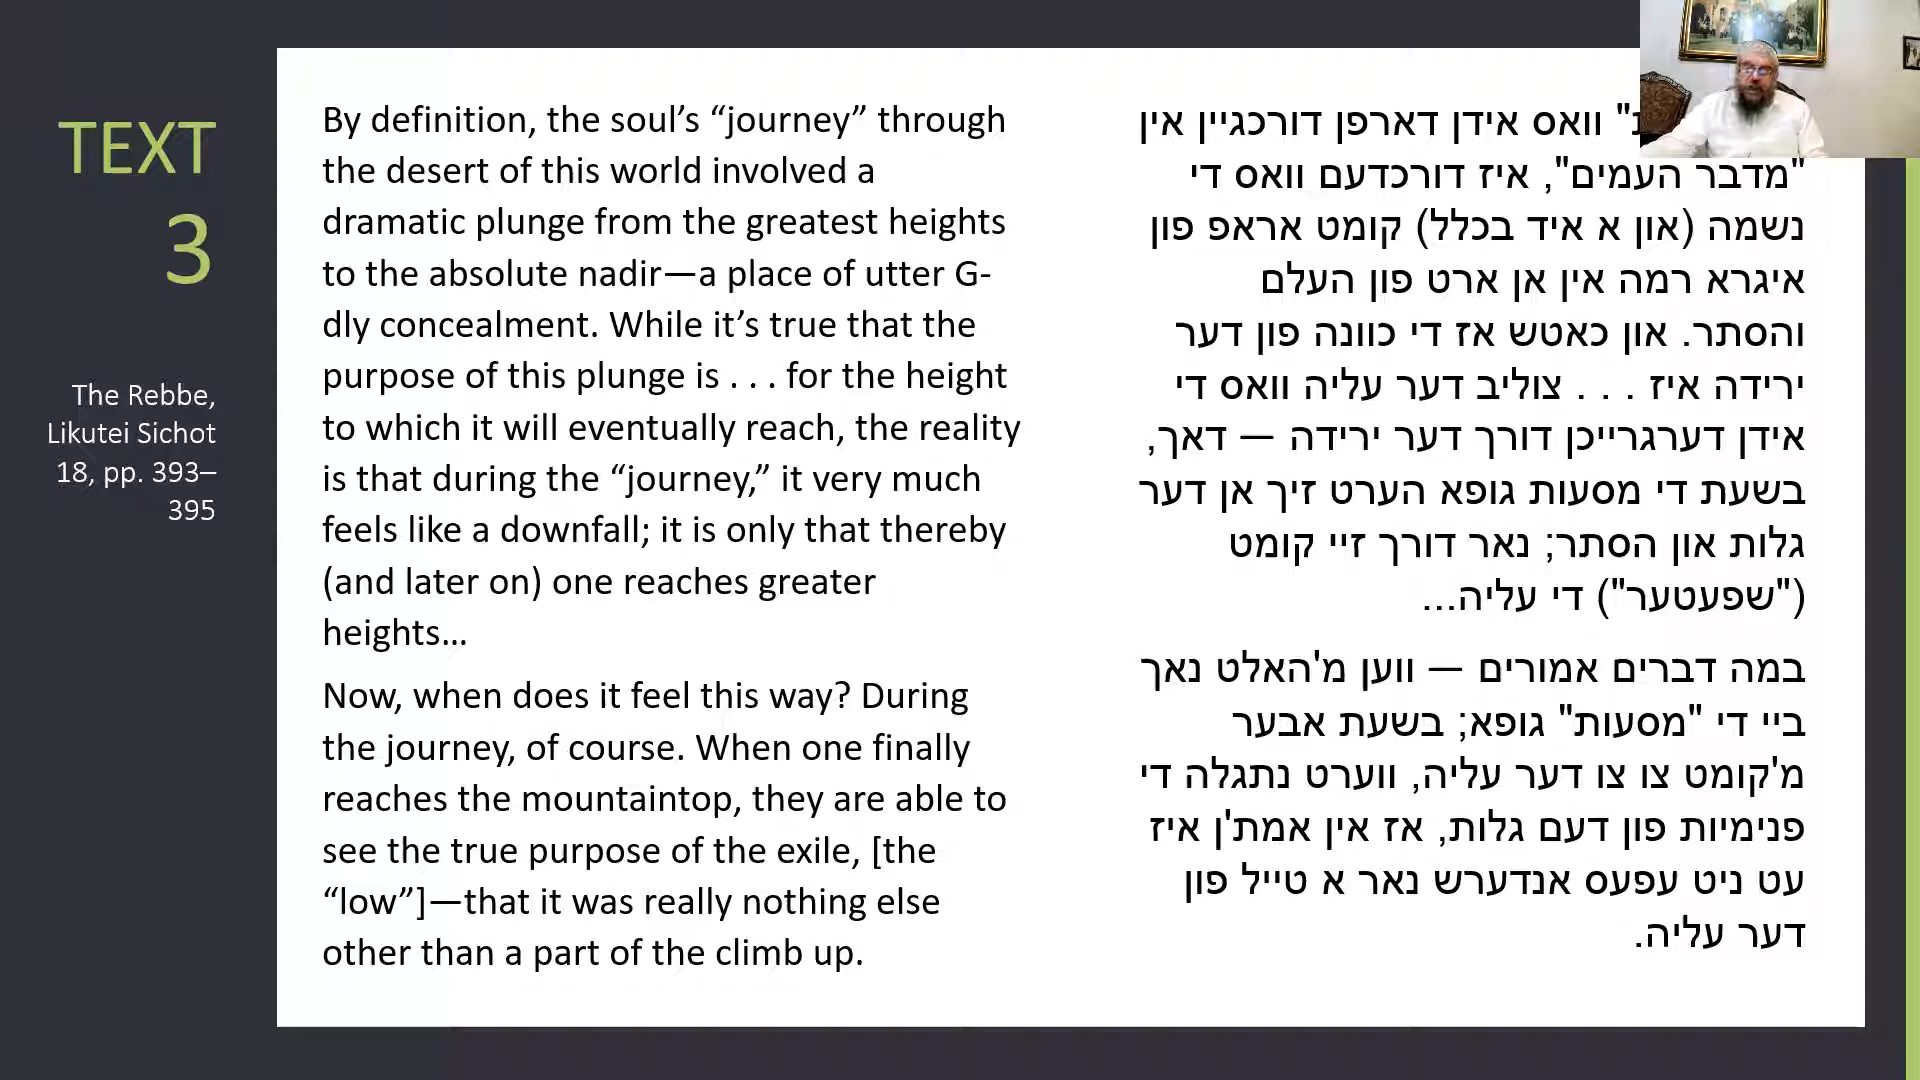 TEXT
3
The Rebbe,
Likutei Sichot
18, pp. 393–
395
By definition, the soul’s “journey” through
the desert of this world involved a
dramatic plunge from the greatest heights
to the absolute nadir—a place of utter G-
dly concealment. While it’s true that the
purpose of this plunge is . . . for the height
to which it will eventually reach, the reality
is that during the “journey,” it very much
feels like a downfall; it is only that thereby
(and later on) one reaches greater
heights…
Now, when does it feel this way? During
the journey, of course. When one finally
reaches the mountaintop, they are able to
see the true purpose of the exile, [the
“low”]—that it was really nothing else
other than a part of the climb up.
וואס אידן דארפן דורכגיין אין
"מדבר העמים", איז דורכדעם וואס די
נשמה (און א איד בכלל) קומט אראפ פון
איגרא רמה אין אן ארט פון העלם
והסתר. און כאטש אז די כוונה פון דער
ירידה איז . . . צוליב דער עליה וואס די
אידן דערגרייכן דורך דער ירידה — דאך,
בשעת די מסעות גופא הערט זיך אן דער
גלות און הסתר; נאר דורך זיי קומט
("שפעטער") די עליה...
במה דברים אמורים — ווען מ'האלט נאך
ביי די "מסעות" גופא; בשעת אבער
מ'קומט צו צו דער עליה, ווערט נתגלה די
פנימיות פון דעם גלות, אז אין אמת'ן איז
עט ניט עפעס אנדערש נאר א טייל פון
דער עליה.